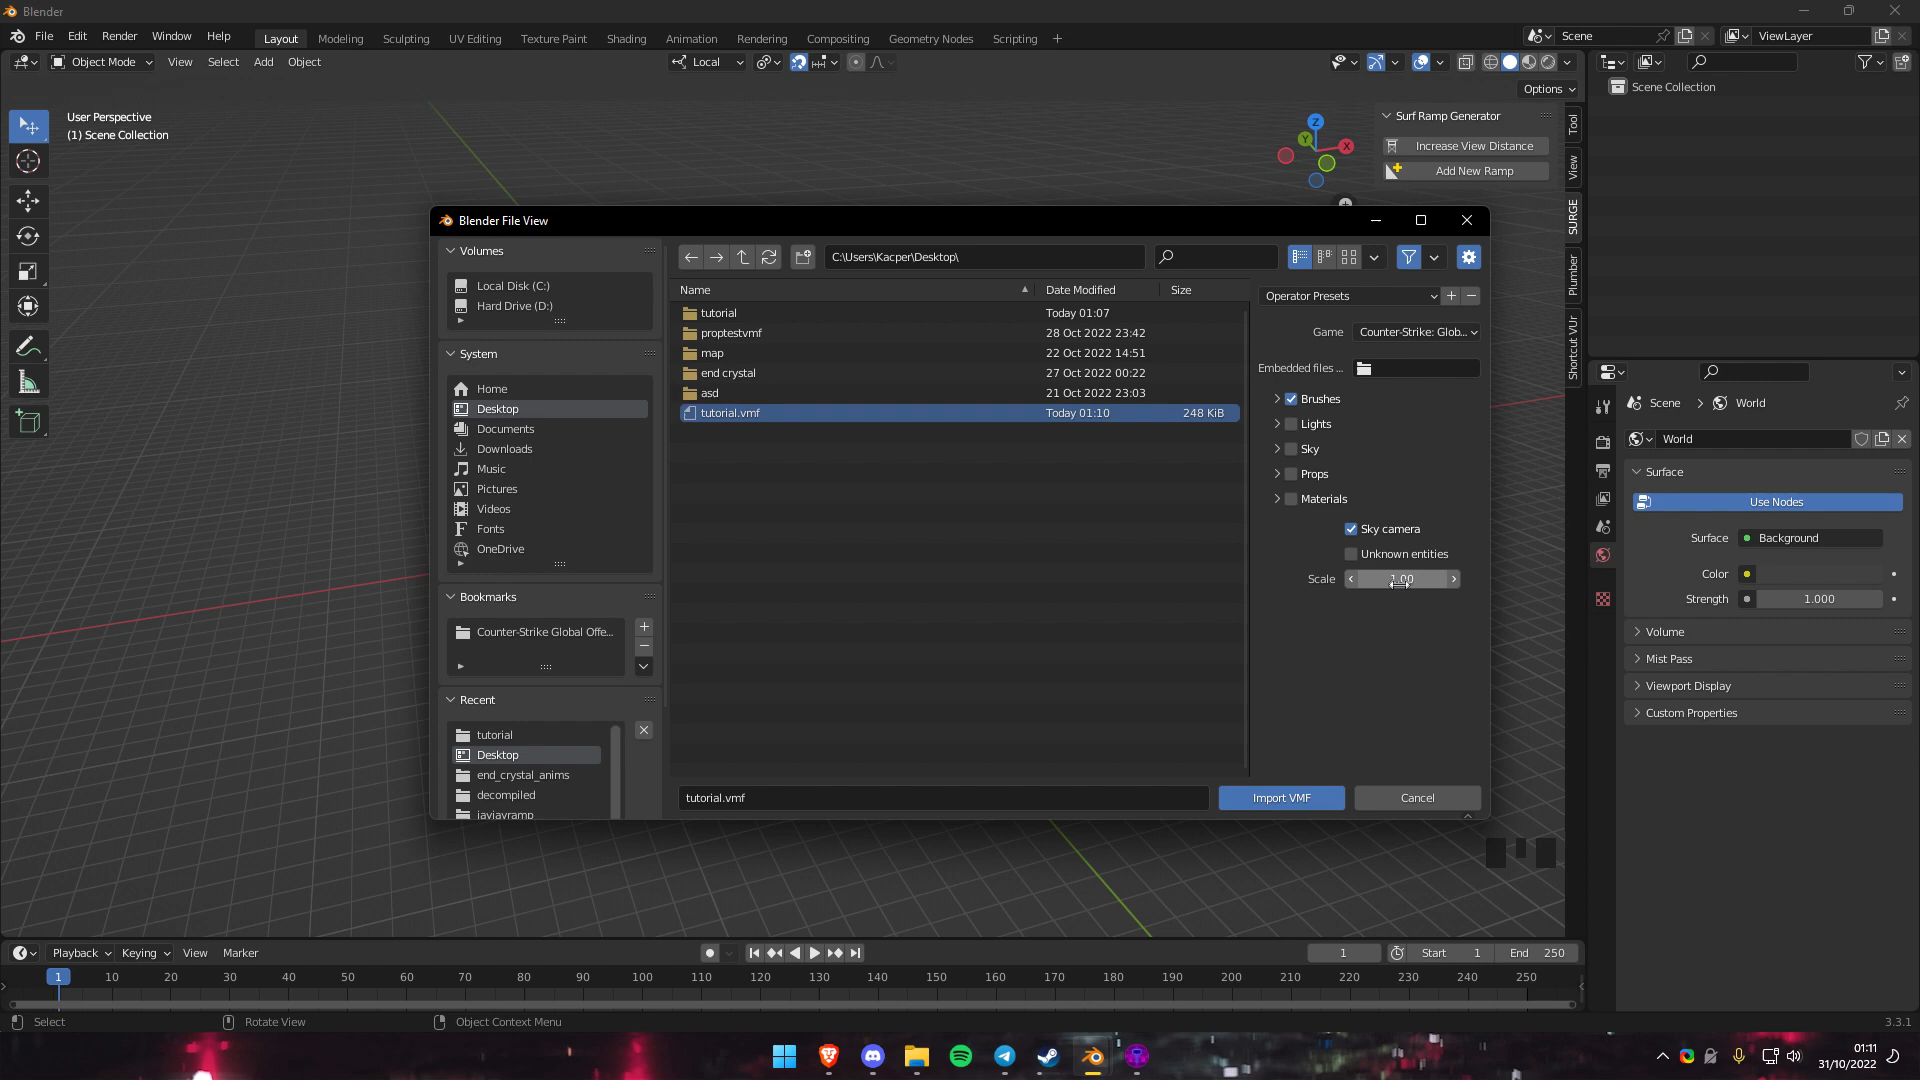 Blender
File Edit Render Window Help Layout Modeling Sculpting UV Editing Texture Paint Shading Animation Rendering Compositing Geometry Nodes Scripting Scene ViewLayer
Object Mode View Select Add Object Local
Options
User Perspective
(1) Scene Collection
Z
Y
X
Surf Ramp Generator
Increase View Distance
Add New Ramp
Tool
View
SURGE
Plumber
Shortcut VUr
Scene Collection
Blender File View
Volumes
Local Disk (C:)
Hard Drive (D:)
System
Home
Desktop
Documents
Downloads
Music
Pictures
Videos
Fonts
OneDrive
Bookmarks
Counter-Strike Global Offe...
Recent
tutorial
Desktop
end_crystal_anims
decompiled
C:\Users\Kacper\Desktop\
Name Date Modified Size
tutorial Today 01:07
proptestvmf 28 Oct 2022 23:42
map 22 Oct 2022 14:51
end crystal 27 Oct 2022 00:22
asd 21 Oct 2022 23:03
tutorial.vmf Today 01:10 248 KiB
Operator Presets
Game Counter-Strike: Glob...
Embedded files ...
Brushes
Lights
Sky
Props
Materials
Sky camera
Unknown entities
Scale 1.00
tutorial.vmf Import VMF Cancel
Scene World
World
Surface
Use Nodes
Surface Background
Color
Strength 1.000
Volume
Mist Pass
Viewport Display
Custom Properties
Playback Keying View Marker 1 Start 1 End 250
1 10 20 30 40 50 60 70 80 90 100 110 120 130 140 150 160 170 180 190 200 210 220 230 240 250
Select Rotate View Object Context Menu 3.3.1
01:11
31/10/2022